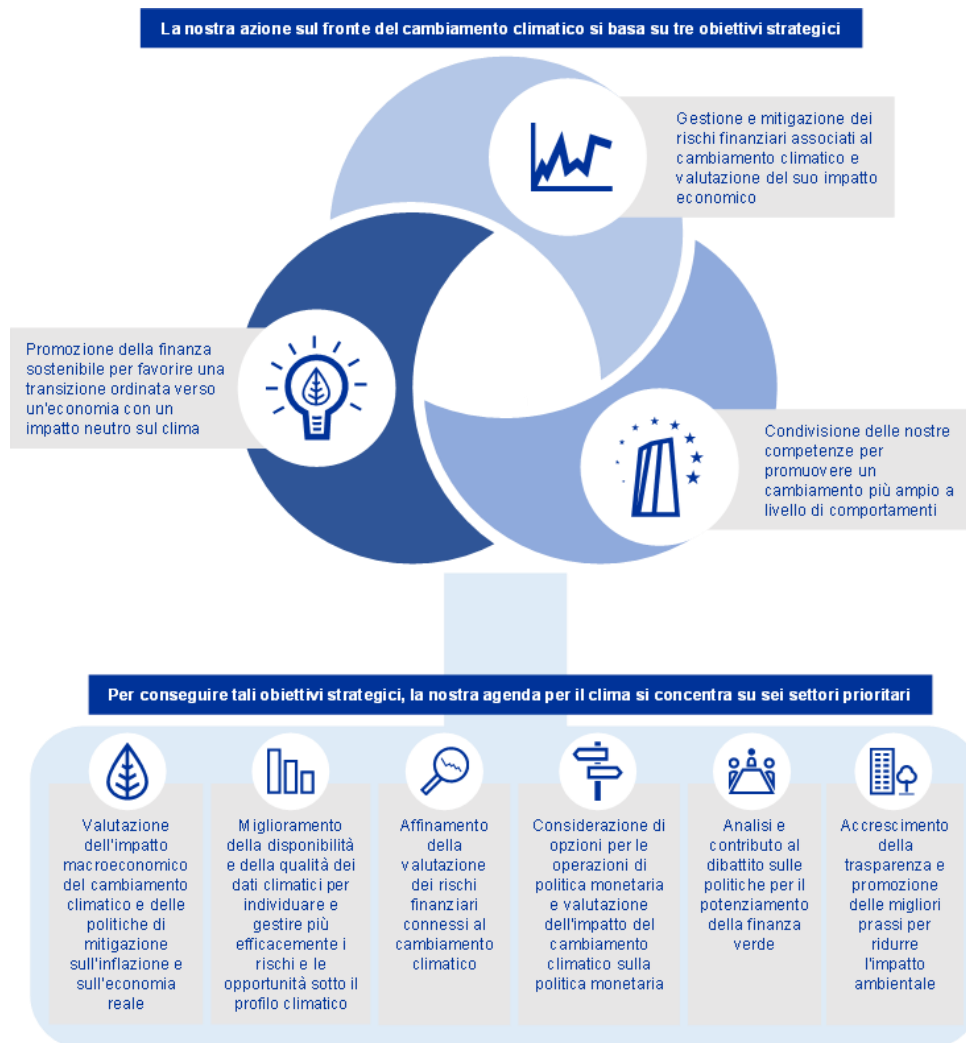 La nostra azione sul fronte del cambiamento climatico si basa su tre obiettivi strategici
Gestione e mitigazione dei
rischi finanziari associati al
cambiamento climatico e
valutazione del suo impatto
economico
Promozione della finanza
sostenibile per favorire una
transizione ordinata verso
un'economia con un
impatto neutro sul clima
Condivisione delle nostre
competenze per
promuovere un
cambiamento più ampio a
livello di comportamenti
Per conseguire tali obiettivi strategici, la nostra agenda per il clima si concentra su sei settori prioritari
Valutazione
dell'impatto
macroeconomico
del cambiamento
climatico e delle
politiche di
mitigazione
sull'inflazione e
sull'economia
reale
Miglioramento
della disponibilità
e della qualità dei
dati climatici per
individuare e
gestire più
efficacemente i
rischi e le
opportunità sotto il
profilo climatico
Affinamento
della
valutazione
dei rischi
finanziari
connessi al
cambiamento
climatico
Considerazione di
opzioni per le
operazioni di
politica monetaria
e valutazione
dell'impatto del
cambiamento
climatico sulla
politica monetaria
Analisi e
contributo al
dibattito sulle
politiche per il
potenziamento
della finanza
verde
Accrescimento
della
trasparenza e
promozione
delle migliori
prassi per
ridurre
l'impatto
ambientale